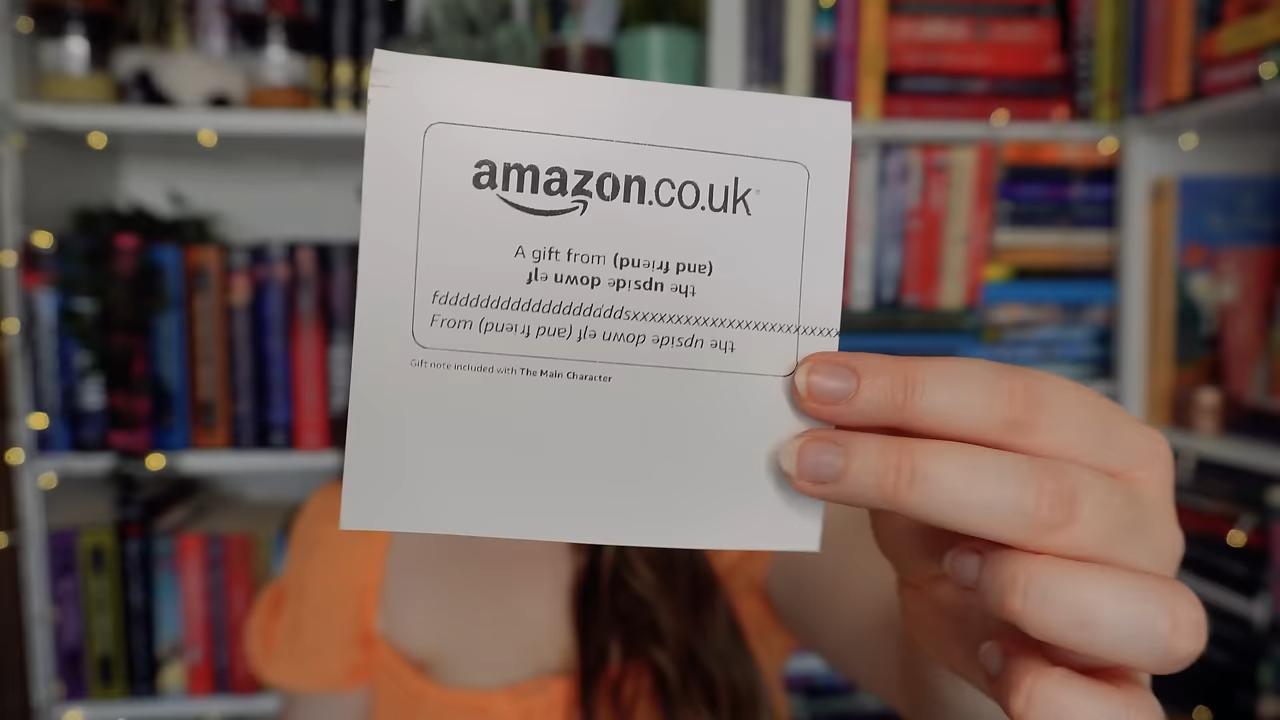 amazon.co.uk
A gift from (puǝıɹɟ puɐ)
ɟlǝ uʍop ǝpısdn ǝɥʇ
fdddddddddddddddddddsxxxxxxxxxxxxxxxxxxxxxxxxx
From (puǝıɹɟ puɐ) ɟlǝ uʍop ǝpısdn ǝɥʇ
Gift note included with The Main Character